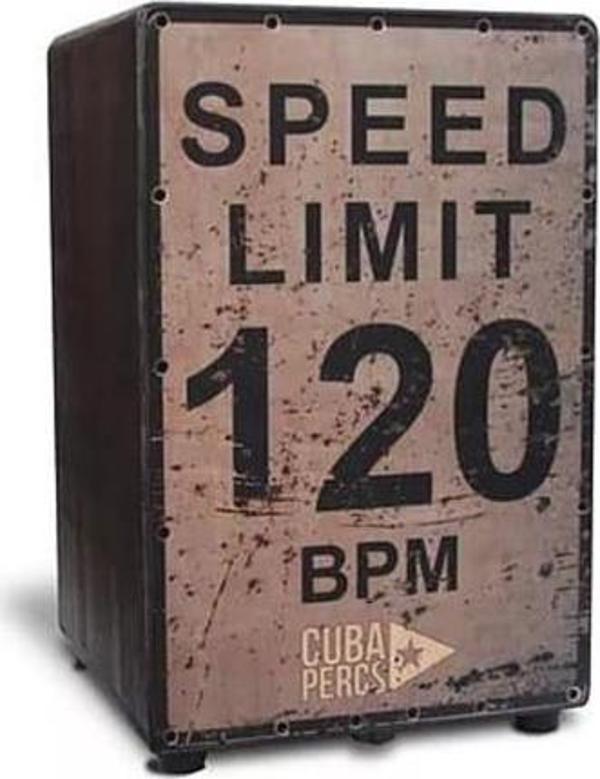 SPEED
LIMIT
120
BPM
CUBA
PERCS